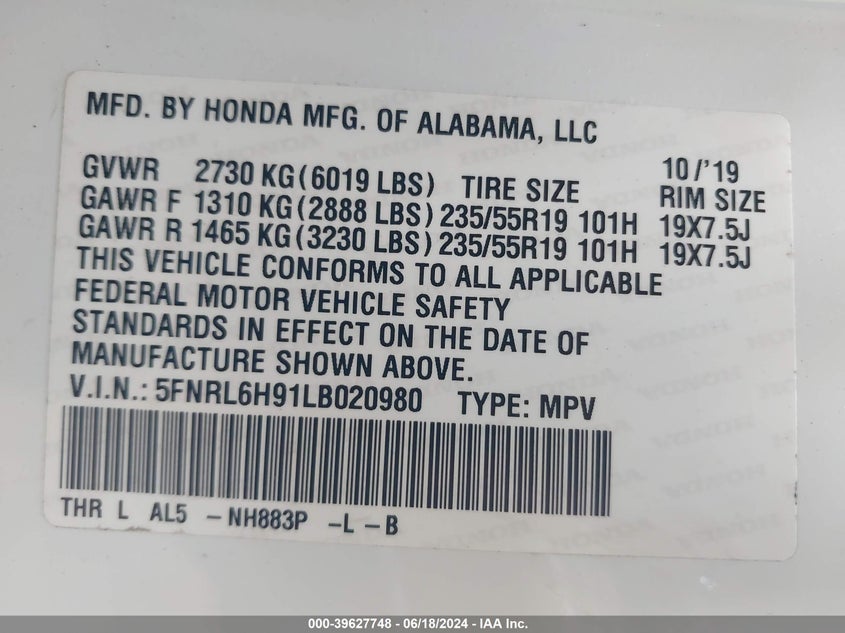 MFD. BY HONDA MFG. OF ALABAMA, LLC
10/'19
GVWR 2730 KG(6019 LBS) TIRE SIZE RIM SIZE
GAWR F 1310 KG(2888 LBS) 235/55R19 101H 19X7.5J
GAWR R 1465 KG(3230 LBS) 235/55R19 101H 19X7.5J
THIS VEHICLE CONFORMS TO ALL APPLICABLE
FEDERAL MOTOR VEHICLE SAFETY
STANDARDS IN EFFECT ON THE DATE OF
MANUFACTURE SHOWN ABOVE.
V.I.N.: 5FNRL6H91LB020980 TYPE: MPV
THR L AL5 -NH883P -L-B
000-39627748 - 06/18/2024 - IAA Inc.